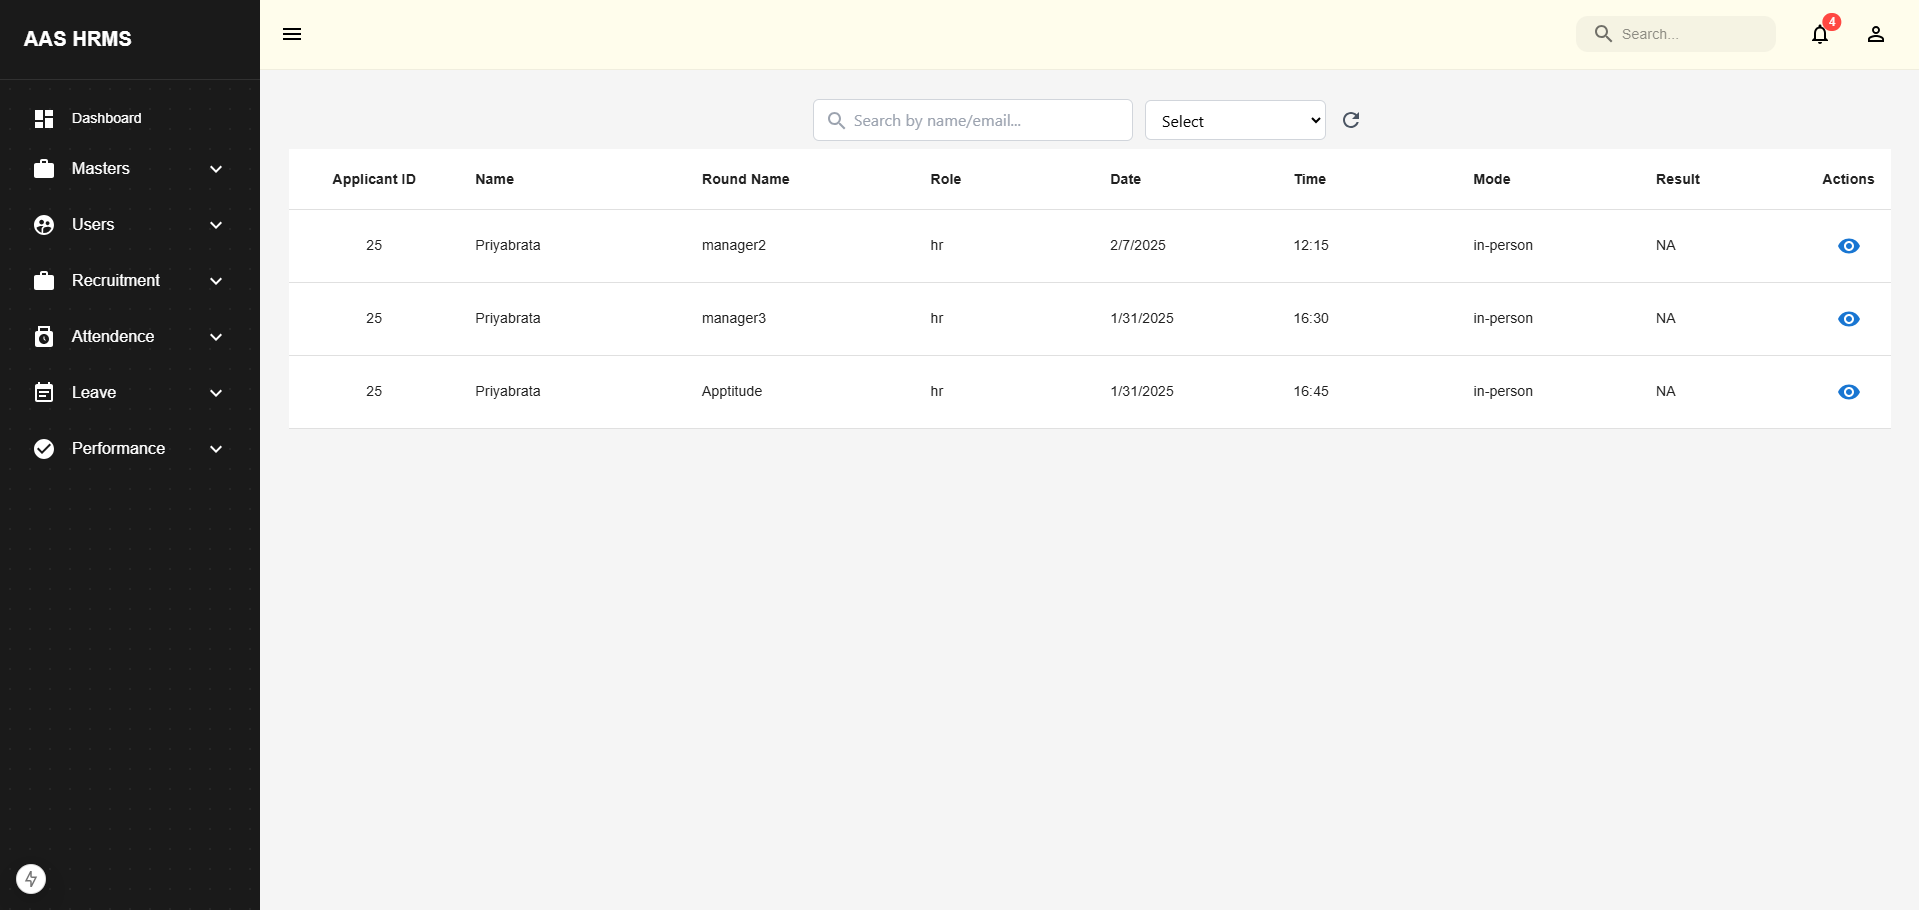 AAS HRMS
Search...
4
Dashboard
Masters
Users
Recruitment
Attendence
Leave
Performance
Search by name/email...
Select
Applicant ID Name Round Name Role Date Time Mode Result Actions
25 Priyabrata manager2 hr 2/7/2025 12:15 in-person NA
25 Priyabrata manager3 hr 1/31/2025 16:30 in-person NA
25 Priyabrata Apptitude hr 1/31/2025 16:45 in-person NA